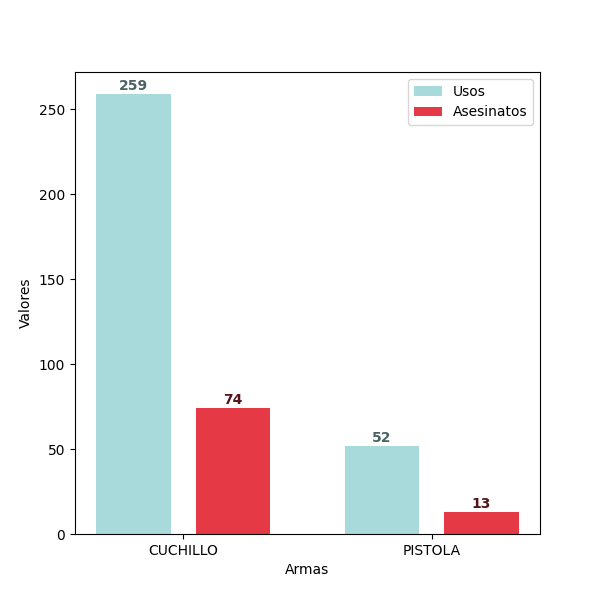 259
250
Usos
Asesinatos
200
150
Valores
100
74
52
50
13
0
CUCHILLO
PISTOLA
Armas